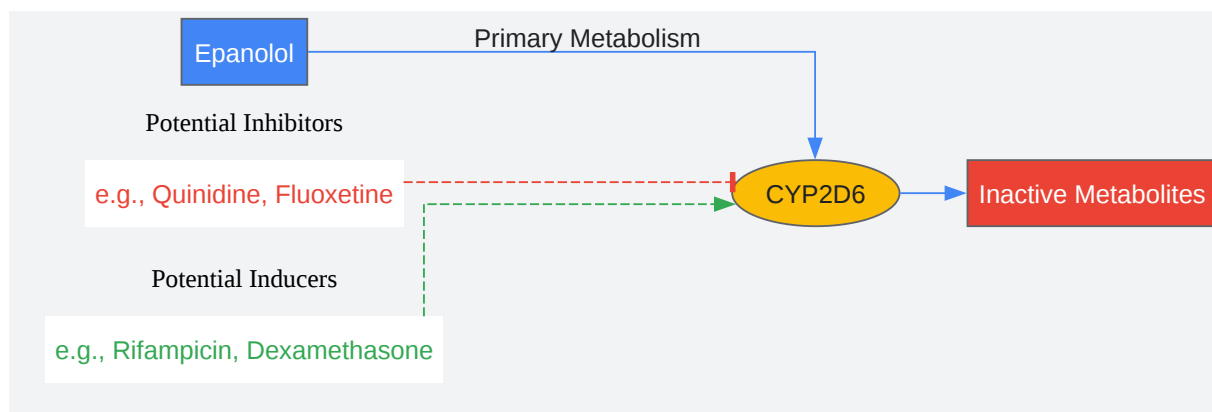 Primary Metabolism
Epanolol
Potential Inhibitors
e.g., Quinidine, Fluoxetine
CYP2D6
Inactive Metabolites
Potential Inducers
e.g., Rifampicin, Dexamethasone